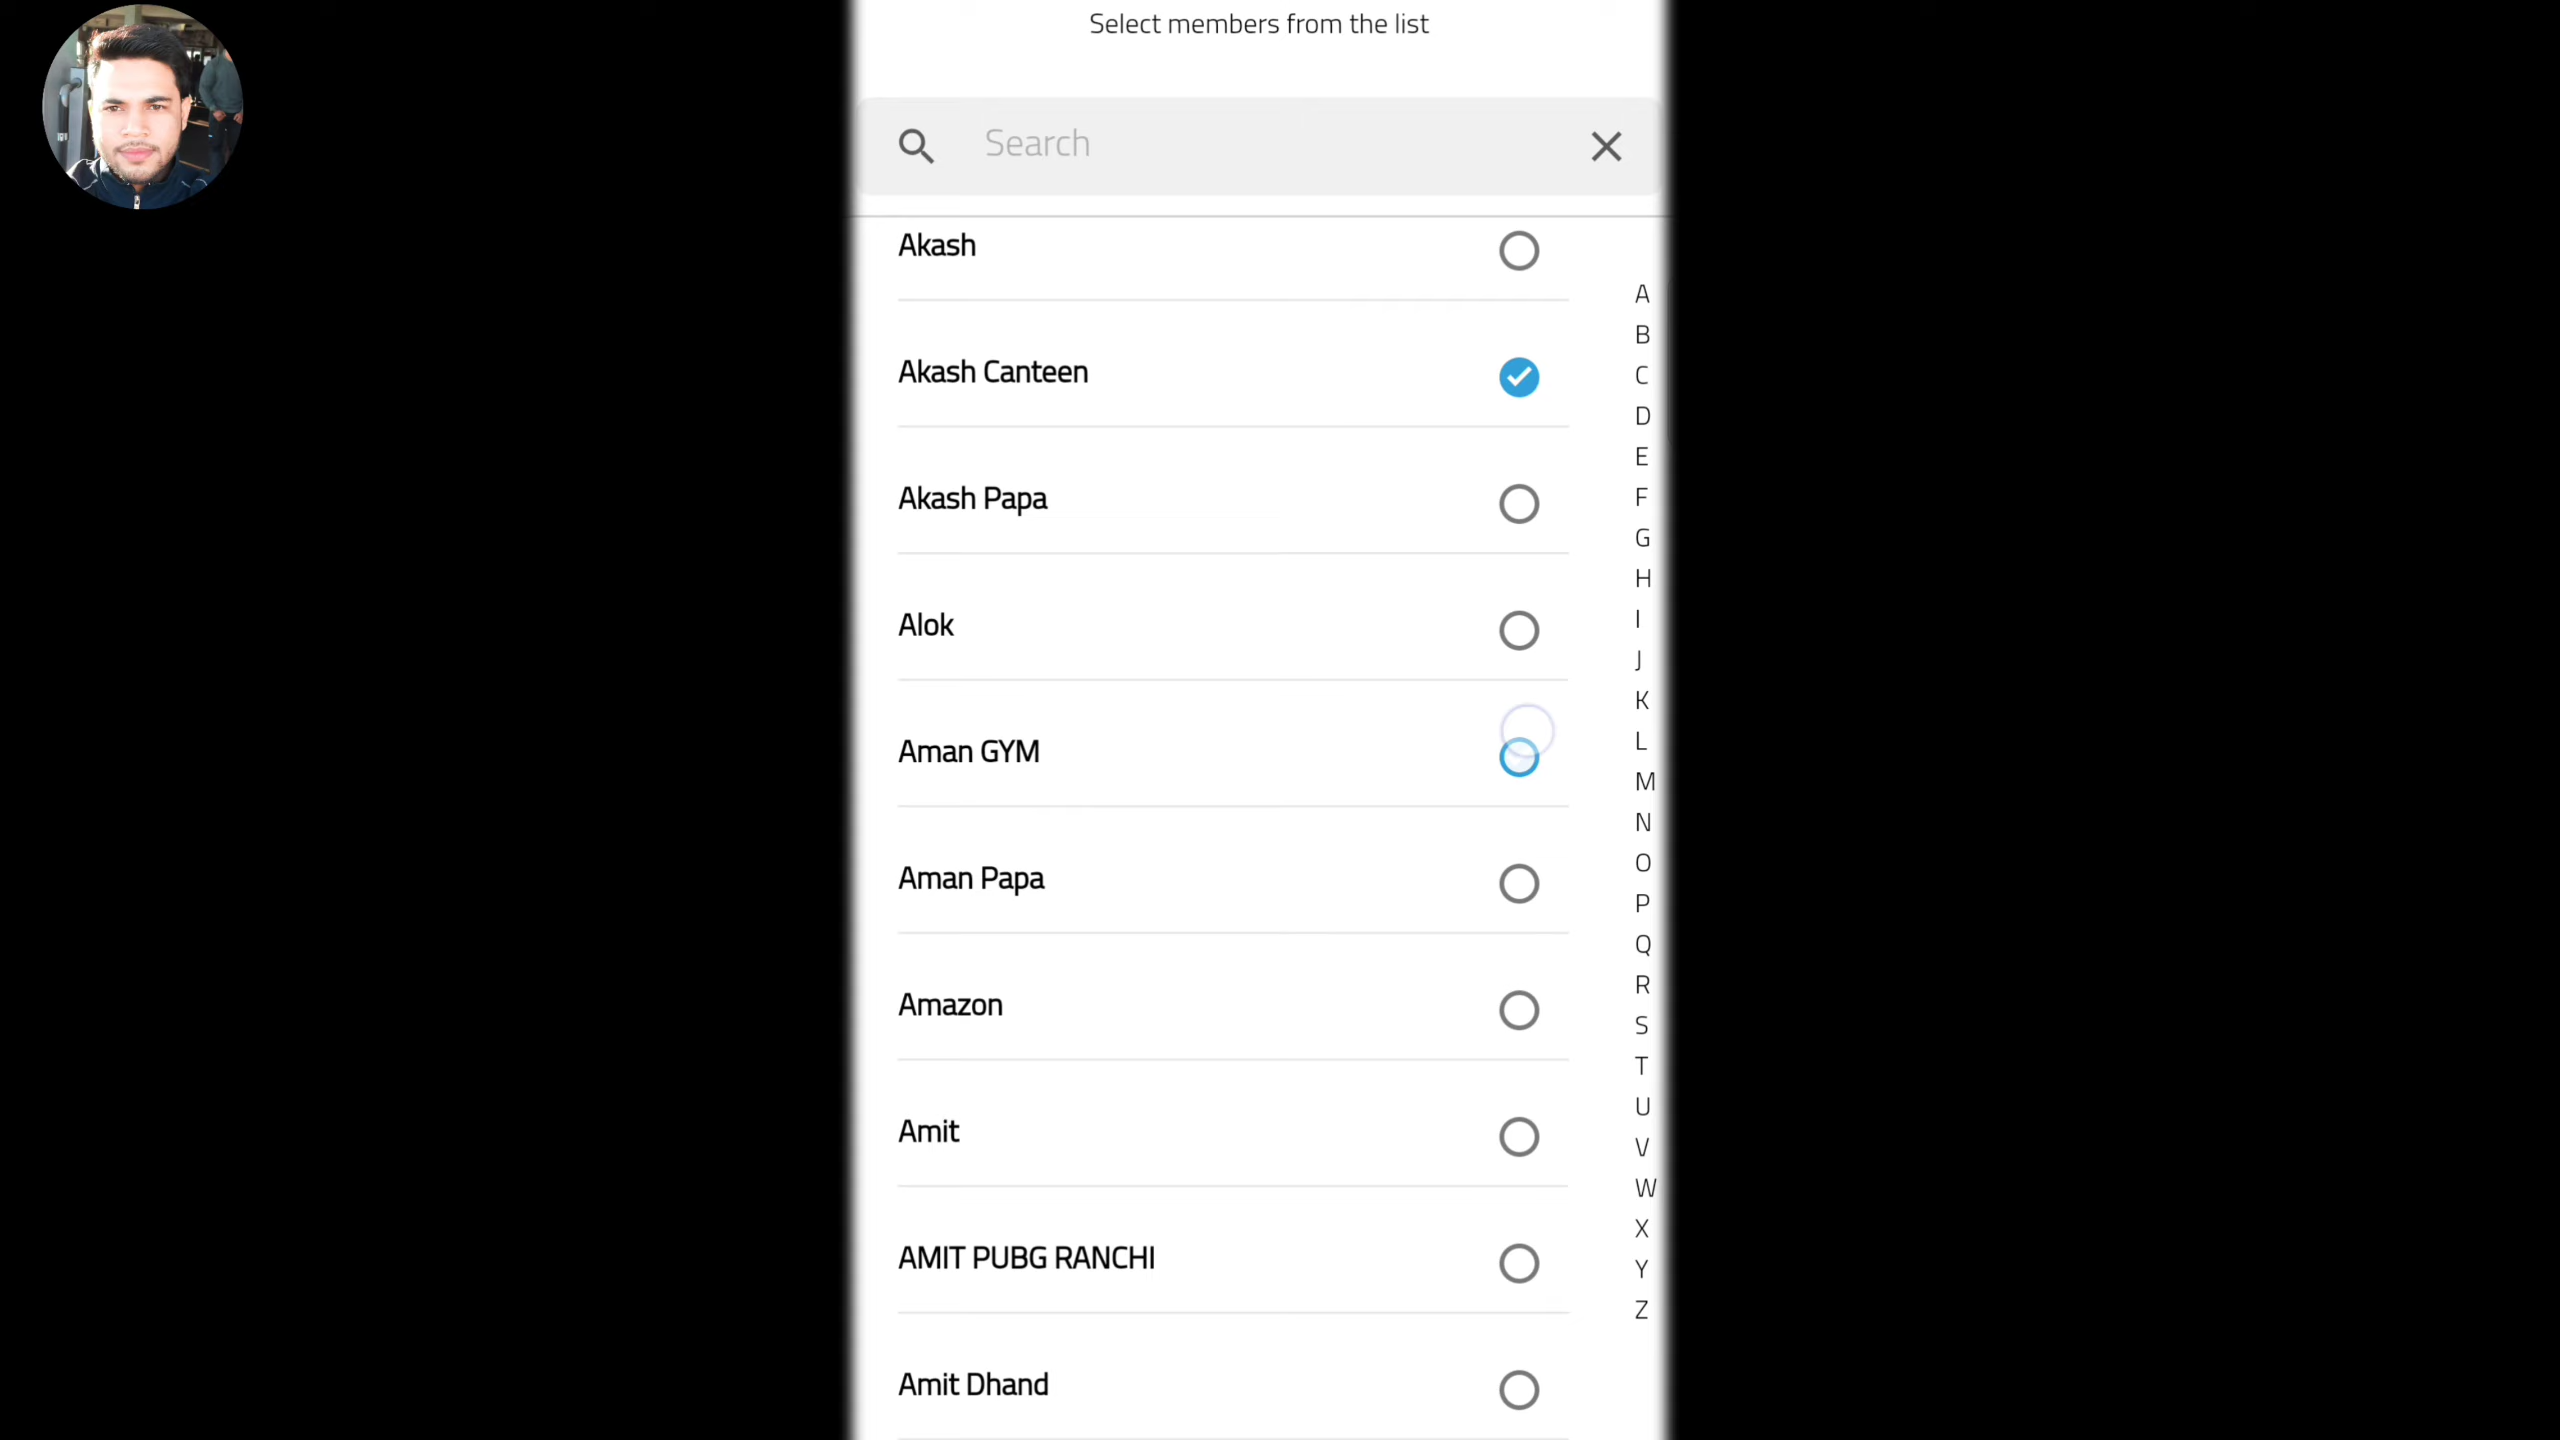 Select members from the list
Search
Akash
Akash Canteen
Akash Papa
Alok
Aman GYM
Aman Papa
Amazon
Amit
AMIT PUBG RANCHI
Amit Dhand
A
B
C
D
E
F
G
H
I
J
K
L
M
N
O
P
Q
R
S
T
U
V
W
X
Y
Z